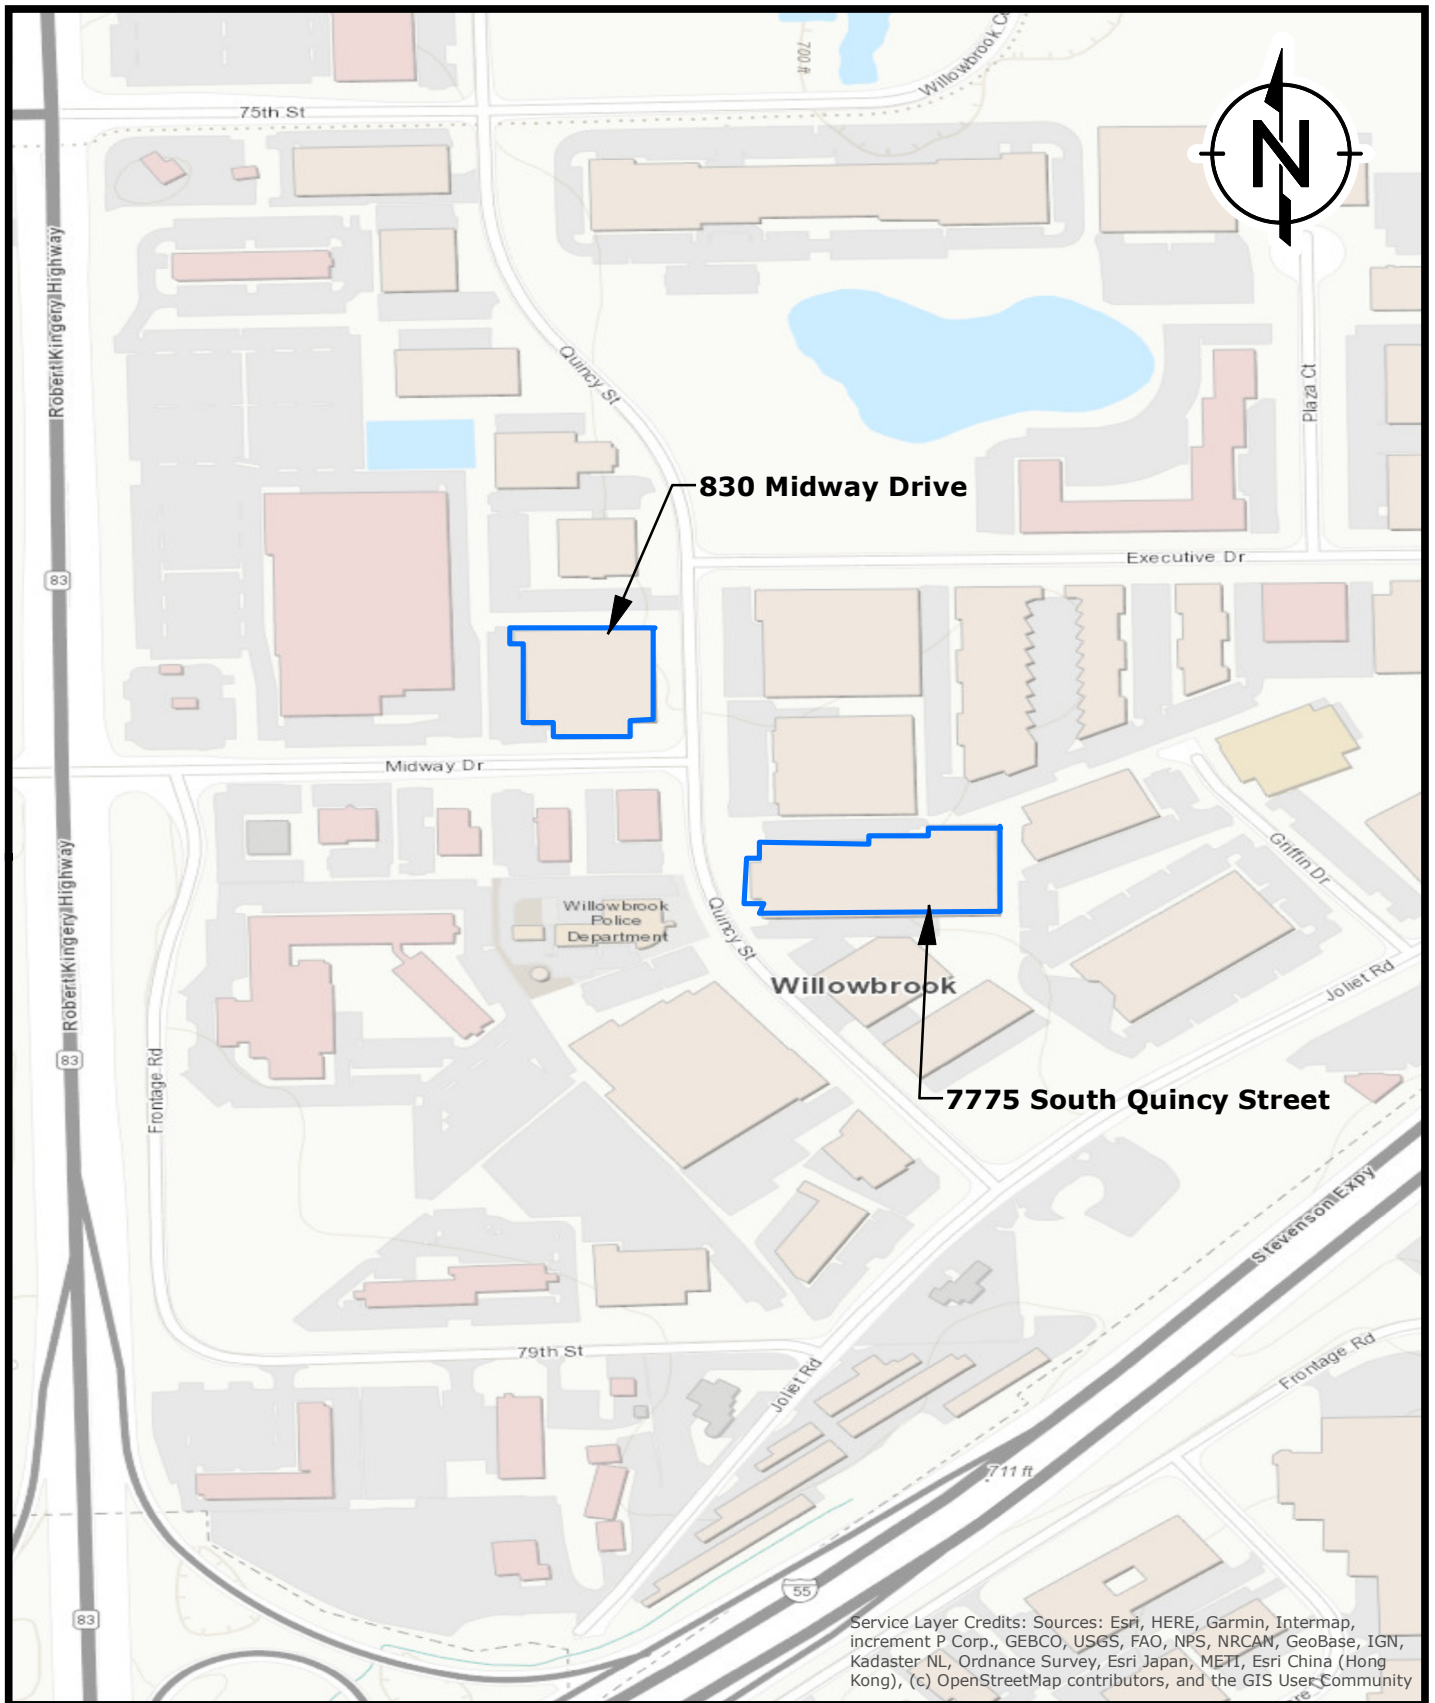 700 ft
Willowbrook C
75th St
N
Robert Kingery Highway
Quincy St
Plaza Ct
830 Midway Drive
Executive Dr
83
Midway Dr
Robert Kingery Highway
Griffin Dr
Willowbrook
Police
Department
Quincy St
Willowbrook
Joliet Rd
83
Frontage Rd
7775 South Quincy Street
Stevenson Expy
79th St
Joliet Rd
Frontage Rd
711 ft
55
83
Service Layer Credits: Sources: Esri, HERE, Garmin, Intermap,
increment P Corp., GEBCO, USGS, FAO, NPS, NRCAN, GeoBase, IGN,
Kadaster NL, Ordnance Survey, Esri Japan, METI, Esri China (Hong
Kong), (c) OpenStreetMap contributors, and the GIS User Community